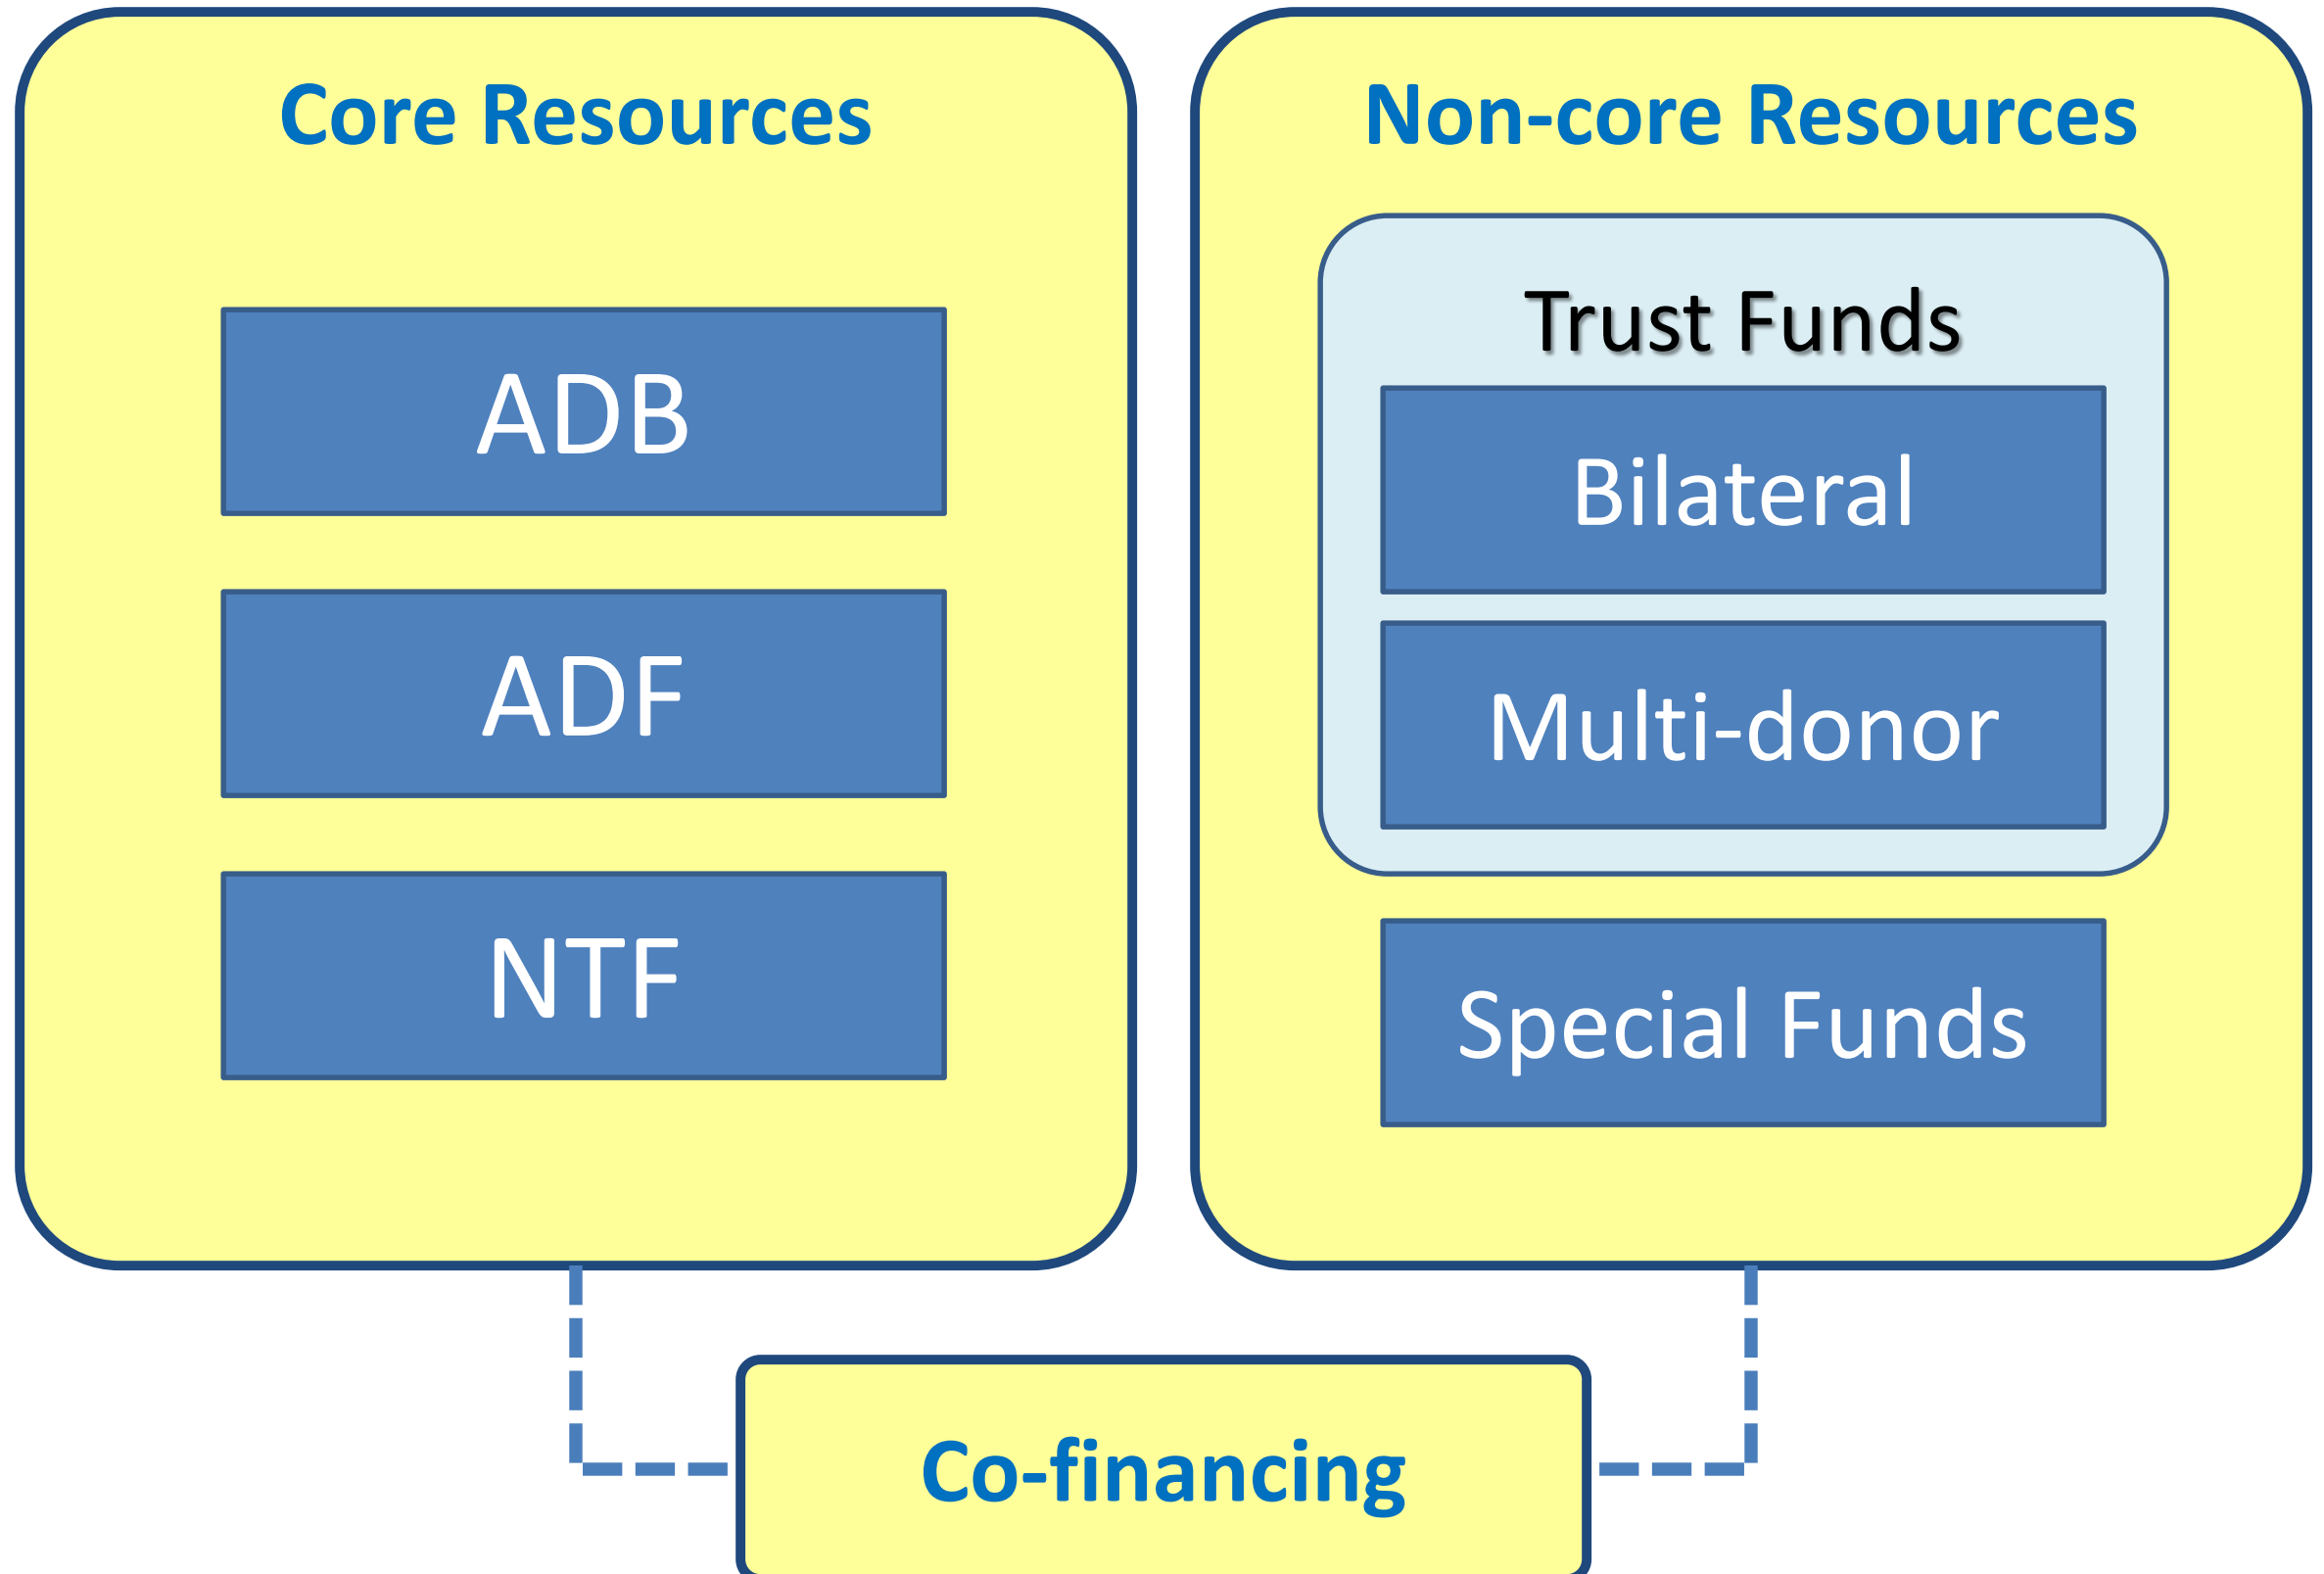 Core Resources
ADB
ADF
NTF
Non-core Resources
Trust Funds
Bilateral
Multi-donor
Special Funds
Co-financing